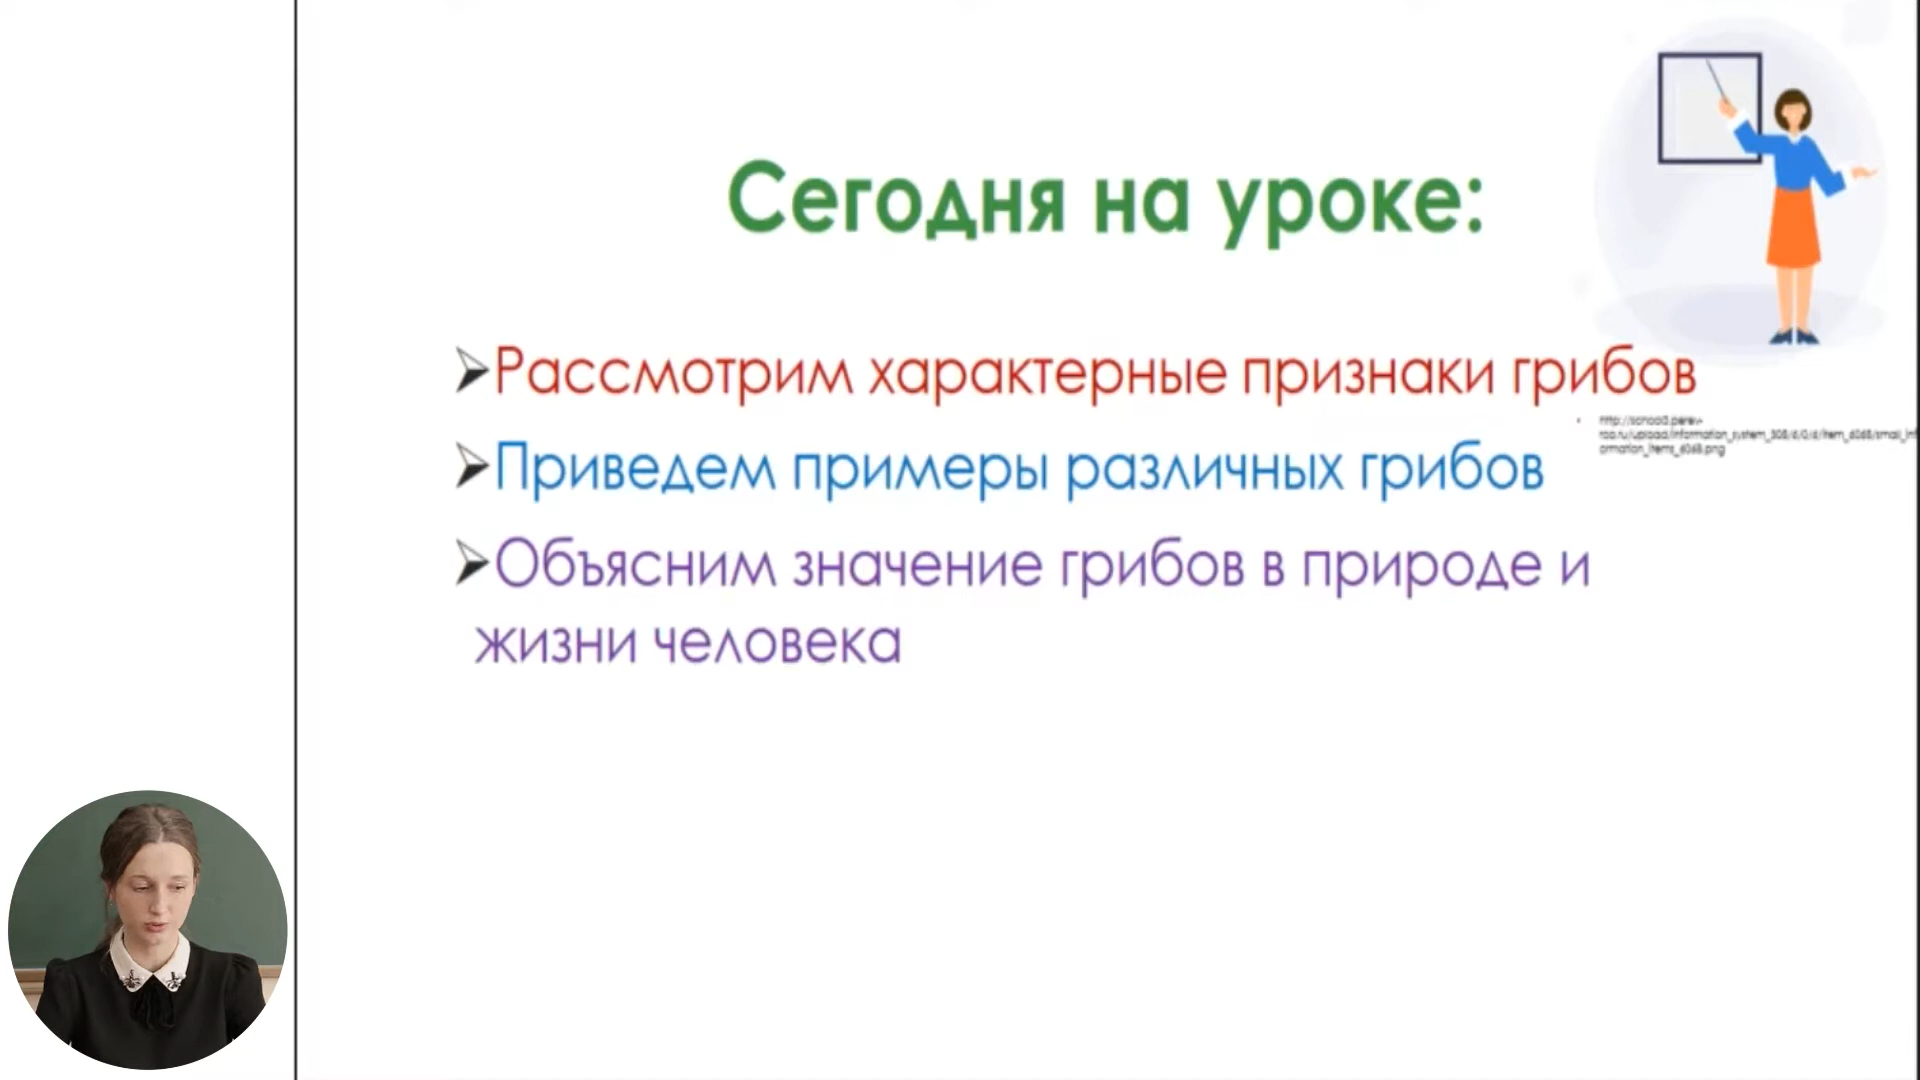 Сегодня на уроке:
Рассмотрим характерные признаки грибов
Приведем примеры различных грибов
Объясним значение грибов в природе и
жизни человека